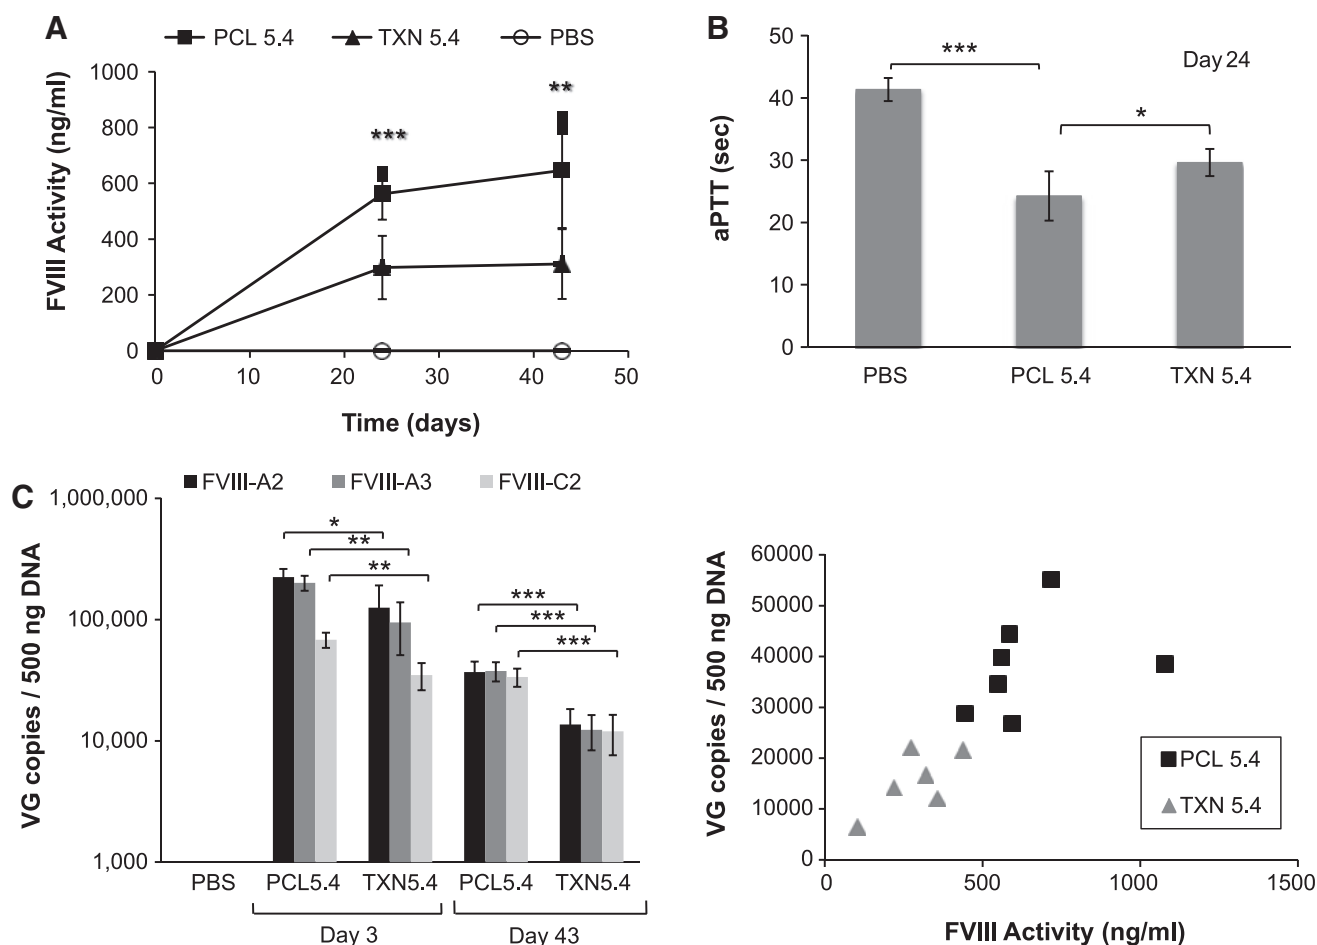 A
PCL 5.4 TXN 5.4 PBS
FVIII Activity (ng/ml)
1000
800
600
400
200
0
***
**
0 10 20 30 40 50
Time (days)
B
Day 24
aPTT (sec)
50
40
30
20
10
0
***
*
PBS PCL 5.4 TXN 5.4
C
FVIII-A2 FVIII-A3 FVIII-C2
VG copies / 500 ng DNA
1,000,000
100,000
10,000
1,000
*
**
**
***
***
***
PBS PCL5.4 TXN5.4 PCL5.4 TXN5.4
Day 3 Day 43
VG copies / 500 ng DNA
60000
50000
40000
30000
20000
10000
0
PCL 5.4
TXN 5.4
0 500 1000 1500
FVIII Activity (ng/ml)